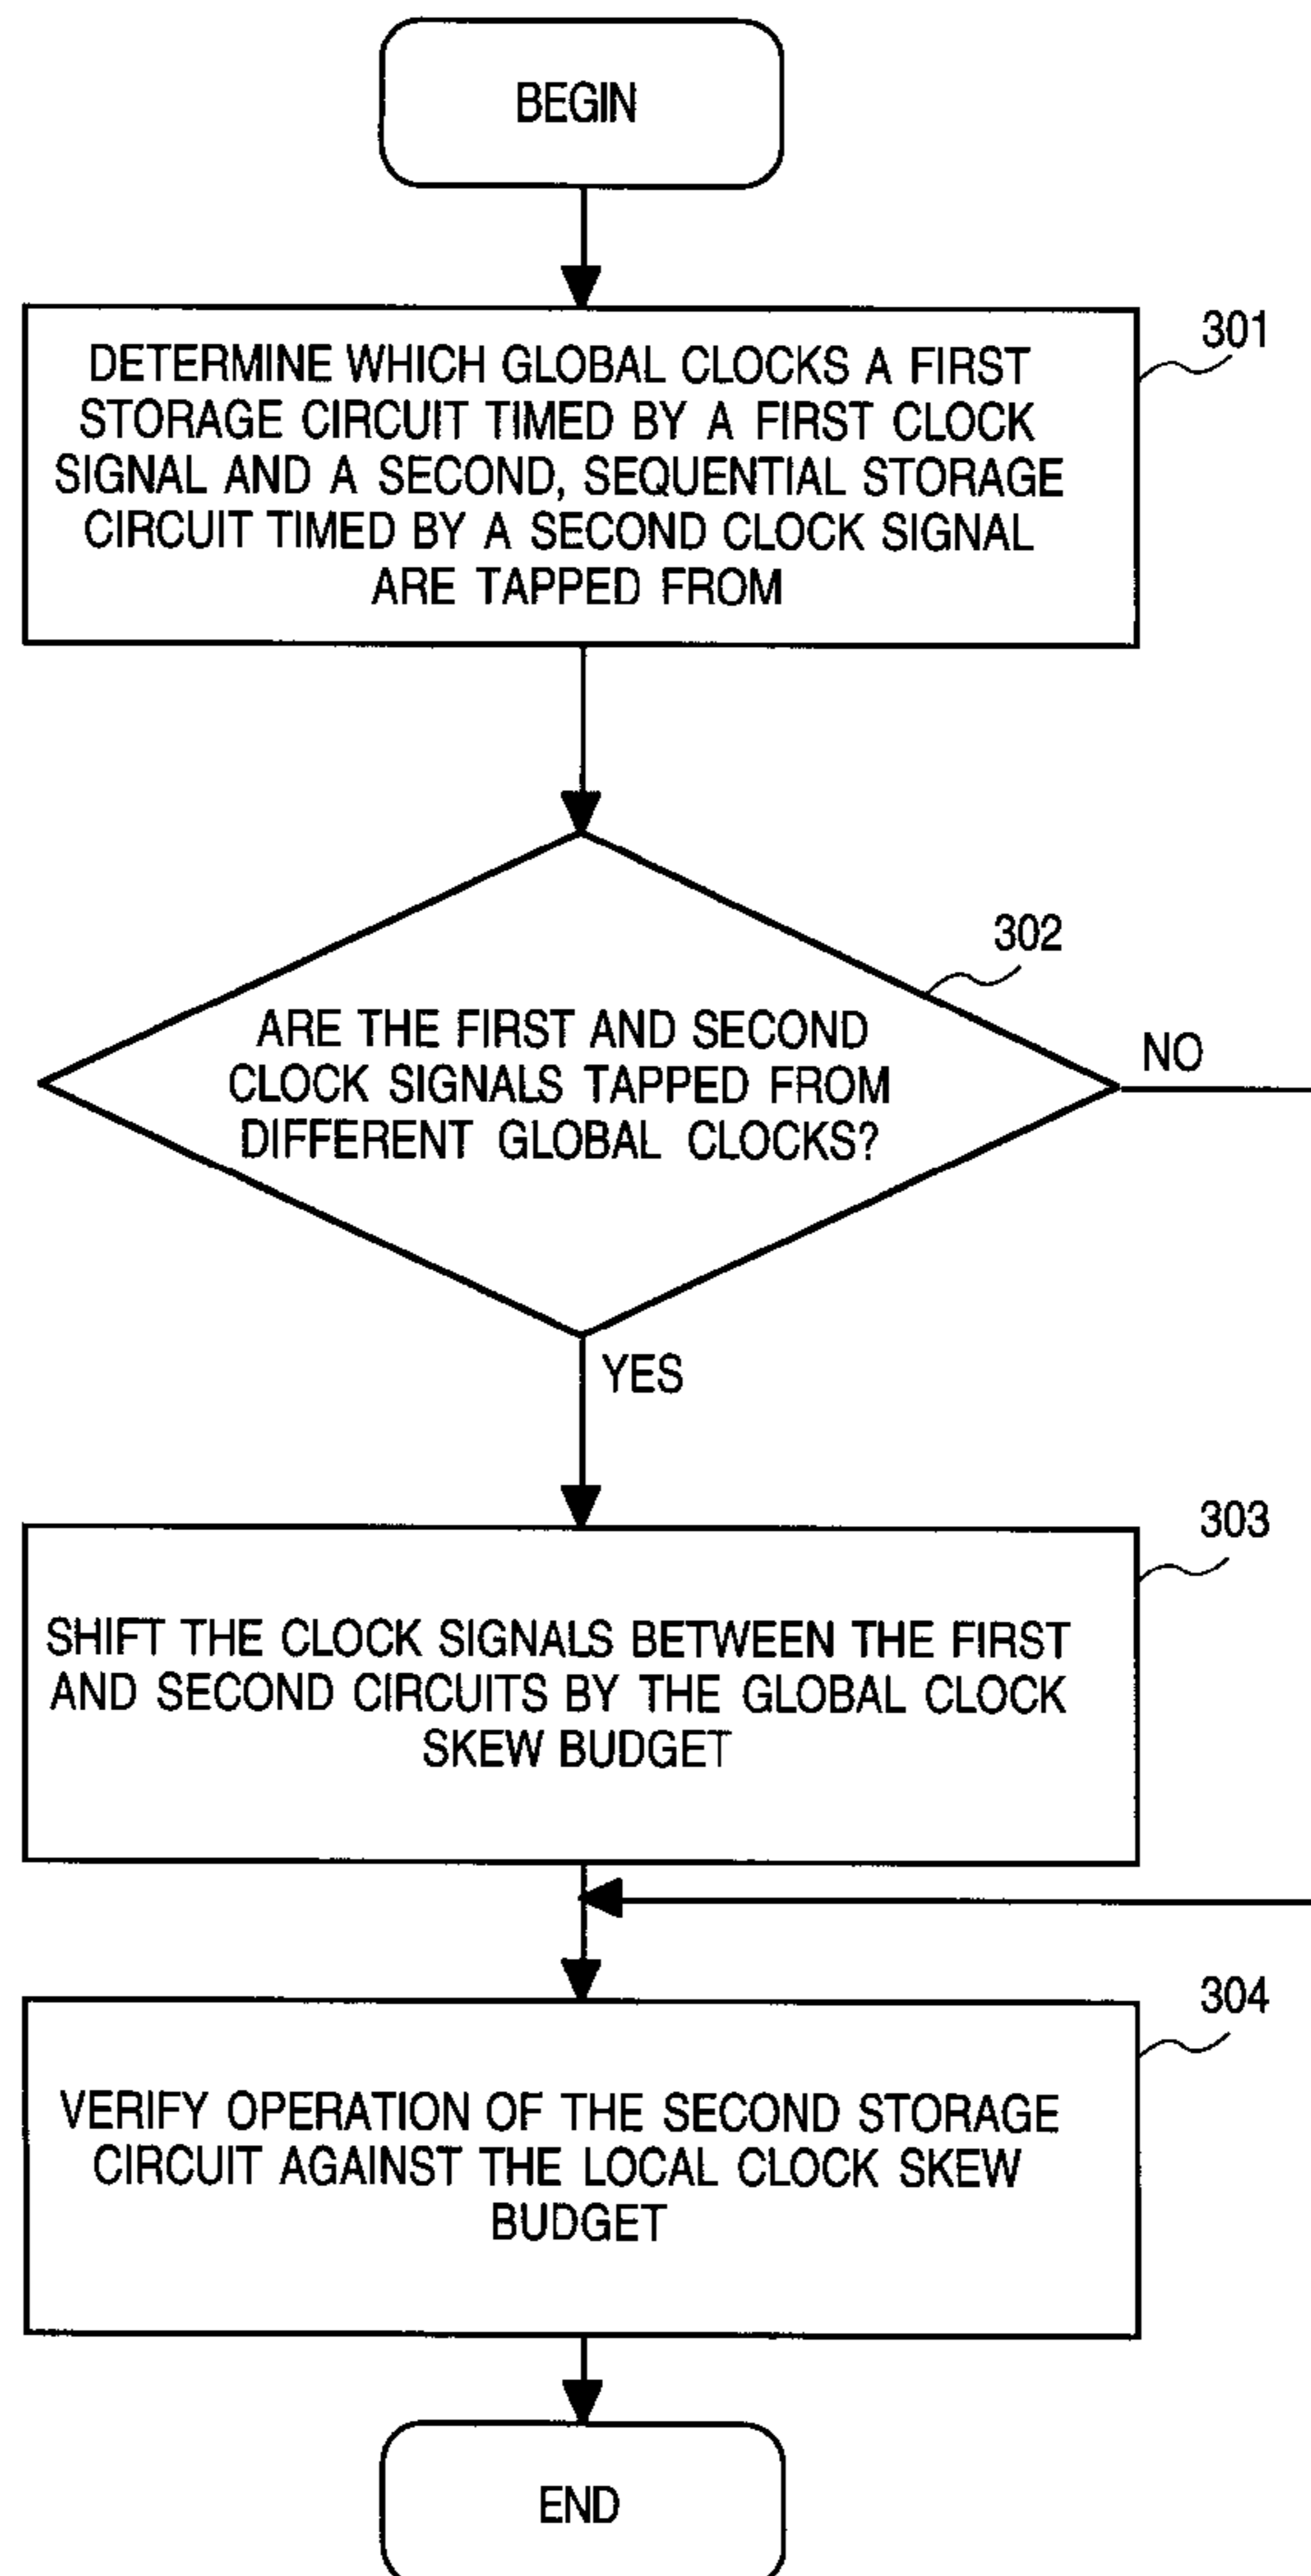 BEGIN
301
DETERMINE WHICH GLOBAL CLOCKS A FIRST
STORAGE CIRCUIT TIMED BY A FIRST CLOCK
SIGNAL AND A SECOND, SEQUENTIAL STORAGE
CIRCUIT TIMED BY A SECOND CLOCK SIGNAL
ARE TAPPED FROM
302
ARE THE FIRST AND SECOND
CLOCK SIGNALS TAPPED FROM
DIFFERENT GLOBAL CLOCKS?
NO
YES
303
SHIFT THE CLOCK SIGNALS BETWEEN THE FIRST
AND SECOND CIRCUITS BY THE GLOBAL CLOCK
SKEW BUDGET
304
VERIFY OPERATION OF THE SECOND STORAGE
CIRCUIT AGAINST THE LOCAL CLOCK SKEW
BUDGET
END